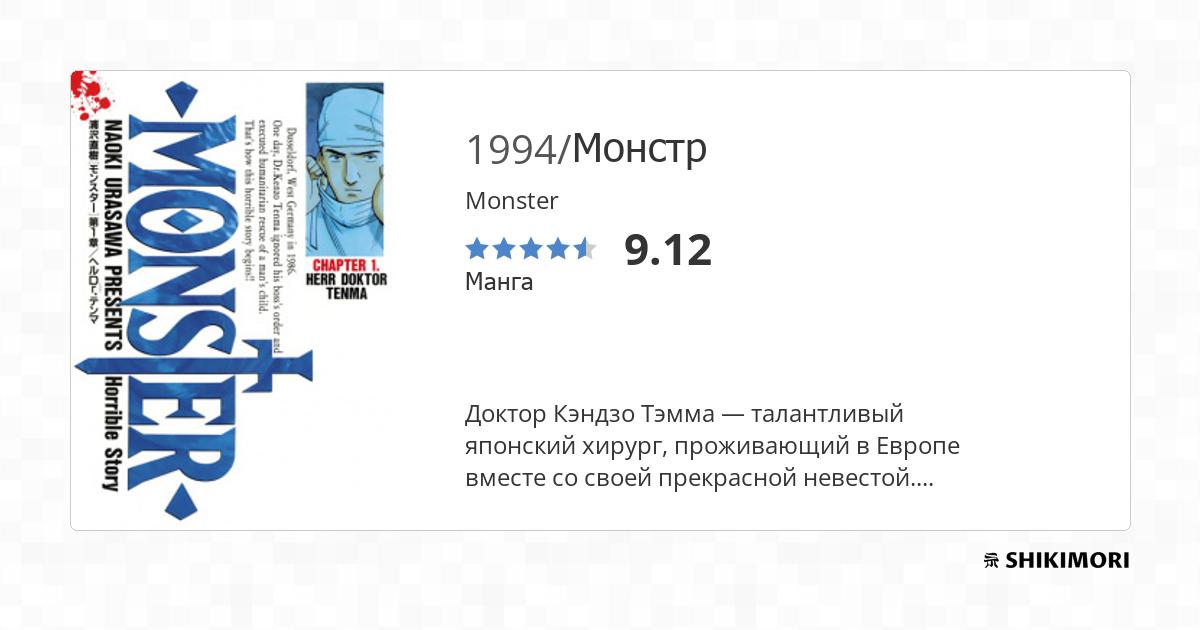 浦沢直樹 モンスター 第1章/ヘルDr.テンマ
NAOKI URASAWA PRESENTS Horrible Story
MONSTER
Dusseldorf, West Germany in 1986.
One day, Dr.Kenzo Tenma ignored his boss's order and
executed humanitarian rescue of a man's child.
That's how this horrible story begins!!
CHAPTER 1.
HERR DOKTOR
TENMA
1994/Монстр
Monster
9.12
Манга
Доктор Кэндзо Тэмма — талантливый
японский хирург, проживающий в Европе
вместе со своей прекрасной невестой....
SHIKIMORI